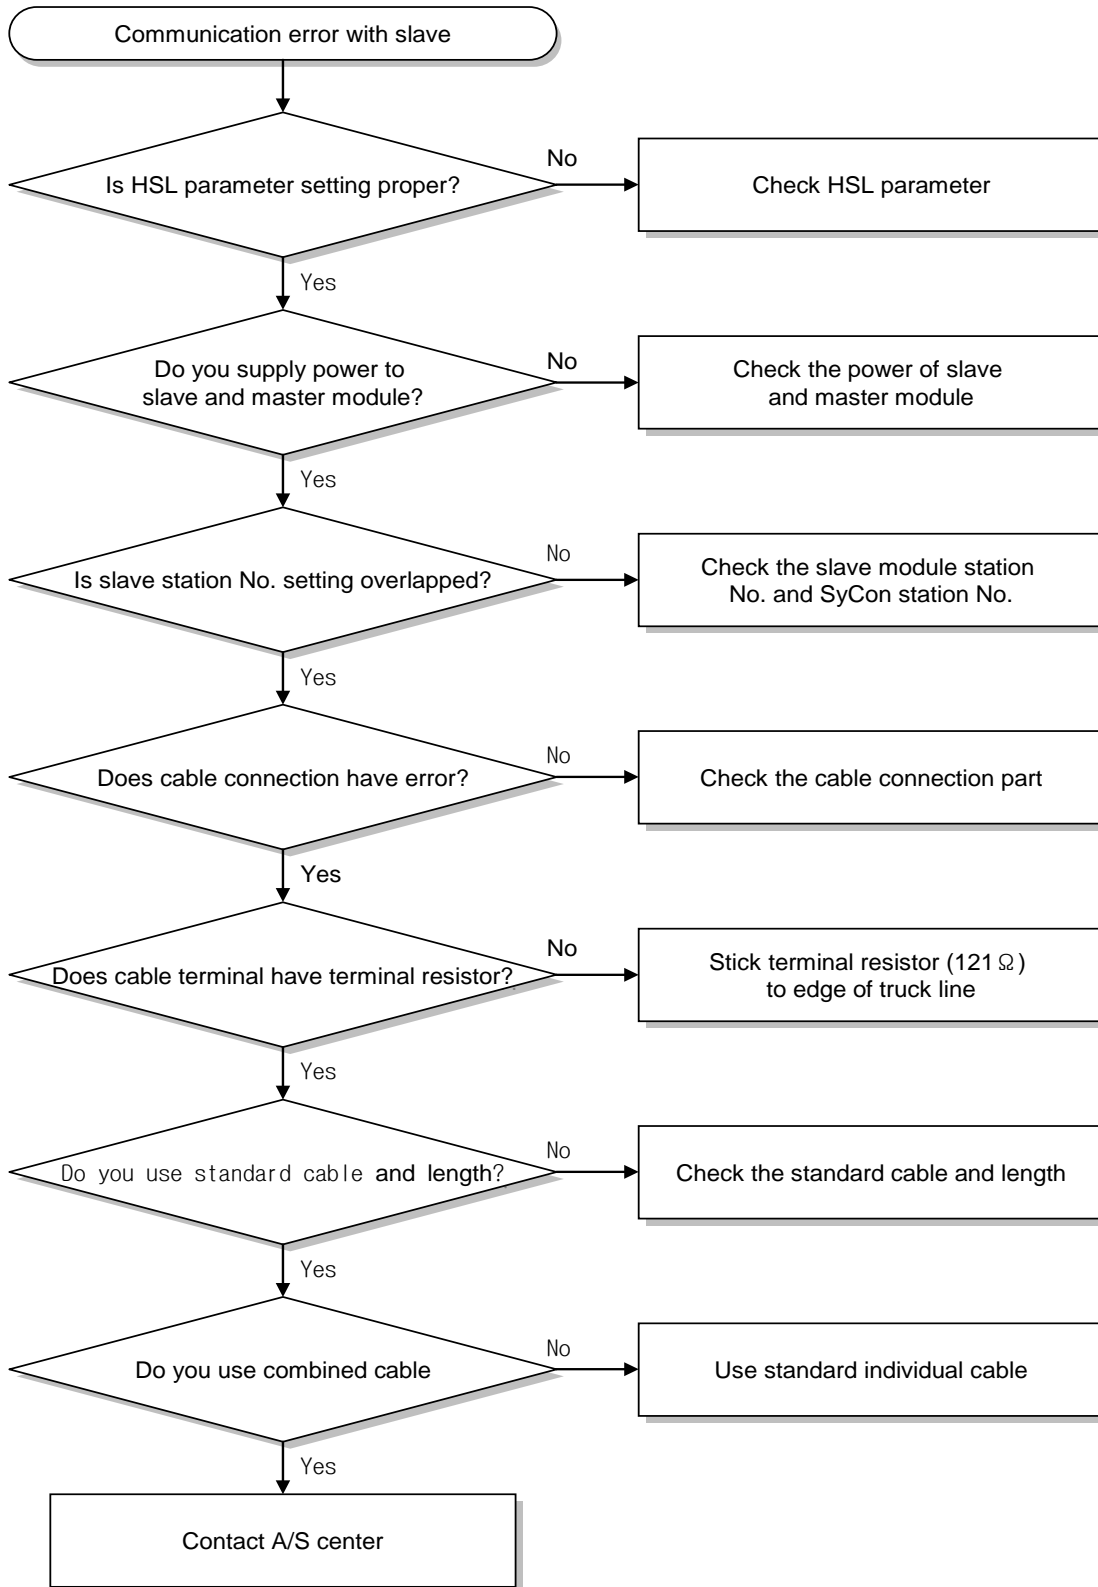 Communication error with slave
Is HSL parameter setting proper?
No
Check HSL parameter
Yes
Do you supply power to
slave and master module?
No
Check the power of slave
and master module
Yes
Is slave station No. setting overlapped?
No
Check the slave module station
No. and SyCon station No.
Yes
Does cable connection have error?
No
Check the cable connection part
Yes
Does cable terminal have terminal resistor?
No
Stick terminal resistor (121Ω)
to edge of truck line
Yes
Do you use standard cable and length?
No
Check the standard cable and length
Yes
Do you use combined cable
No
Use standard individual cable
Yes
Contact A/S center